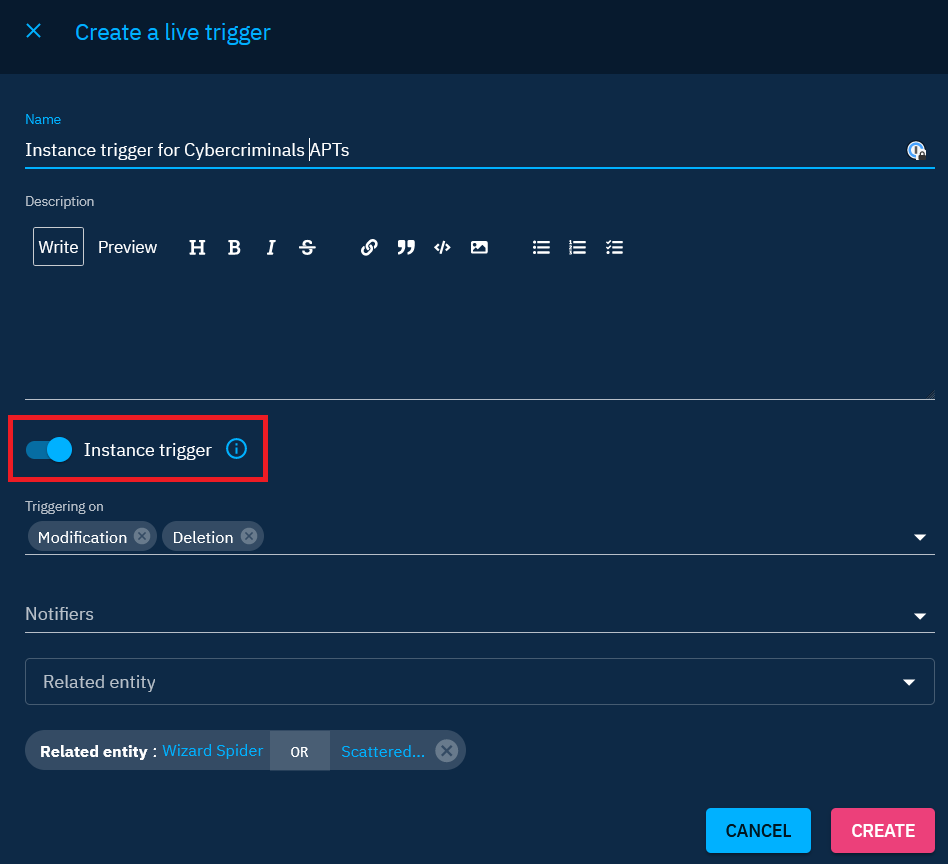 Create a live trigger
Name
Instance trigger for Cybercriminals APTs
Description
Write Preview H B I S
Instance trigger
Triggering on
Modification Deletion
Notifiers
Related entity
Related entity : Wizard Spider OR Scattered...
CANCEL CREATE